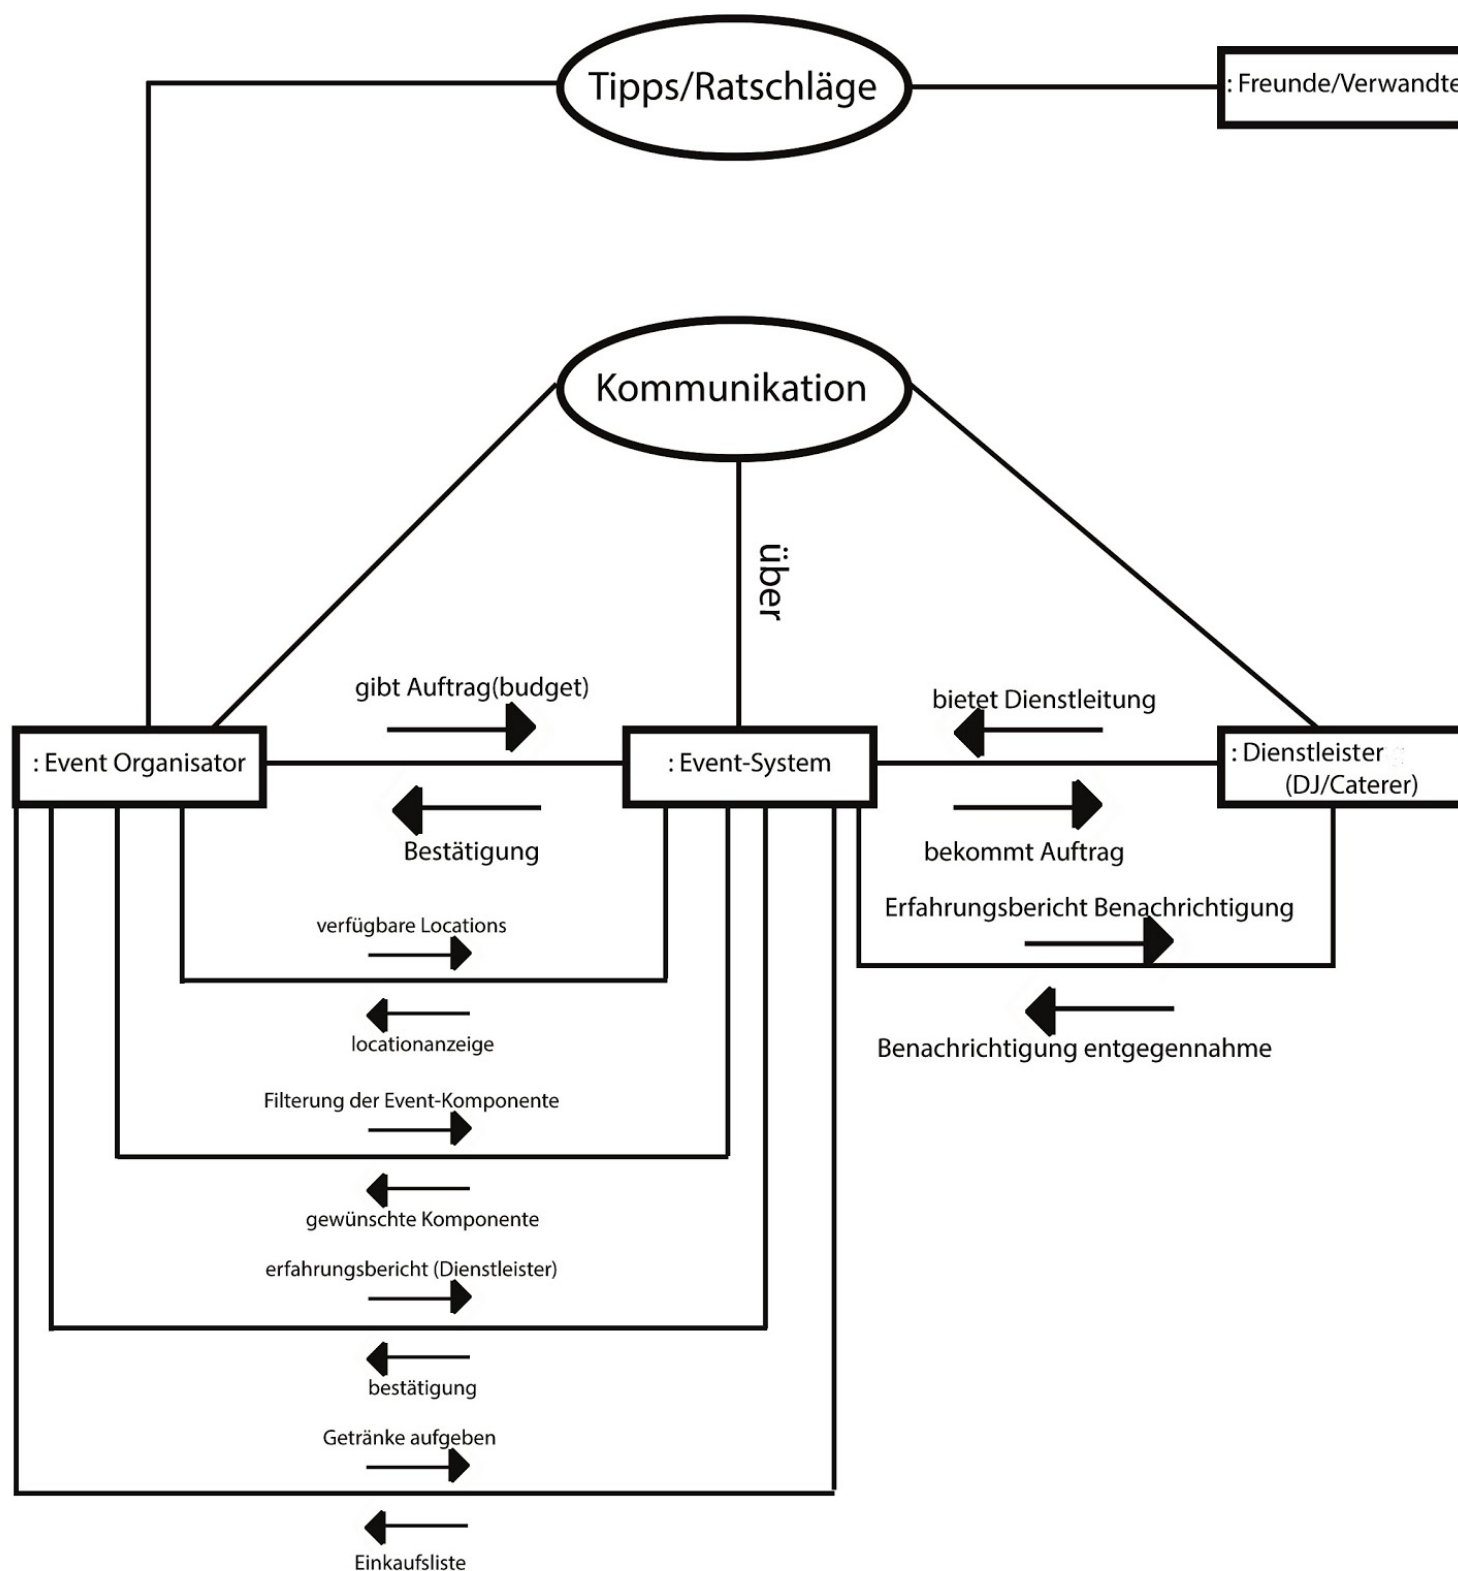 Tipps/Ratschläge
: Freunde/Verwandte
Kommunikation
über
gibt Auftrag(budget)
bietet Dienstleitung
: Event Organisator
: Event-System
: Dienstleister
(DJ/Caterer)
Bestätigung
bekommt Auftrag
Erfahrungsbericht Benachrichtigung
verfügbare Locations
locationanzeige
Benachrichtigung entgegennahme
Filterung der Event-Komponente
gewünschte Komponente
erfahrungsbericht (Dienstleister)
bestätigung
Getränke aufgeben
Einkaufsliste